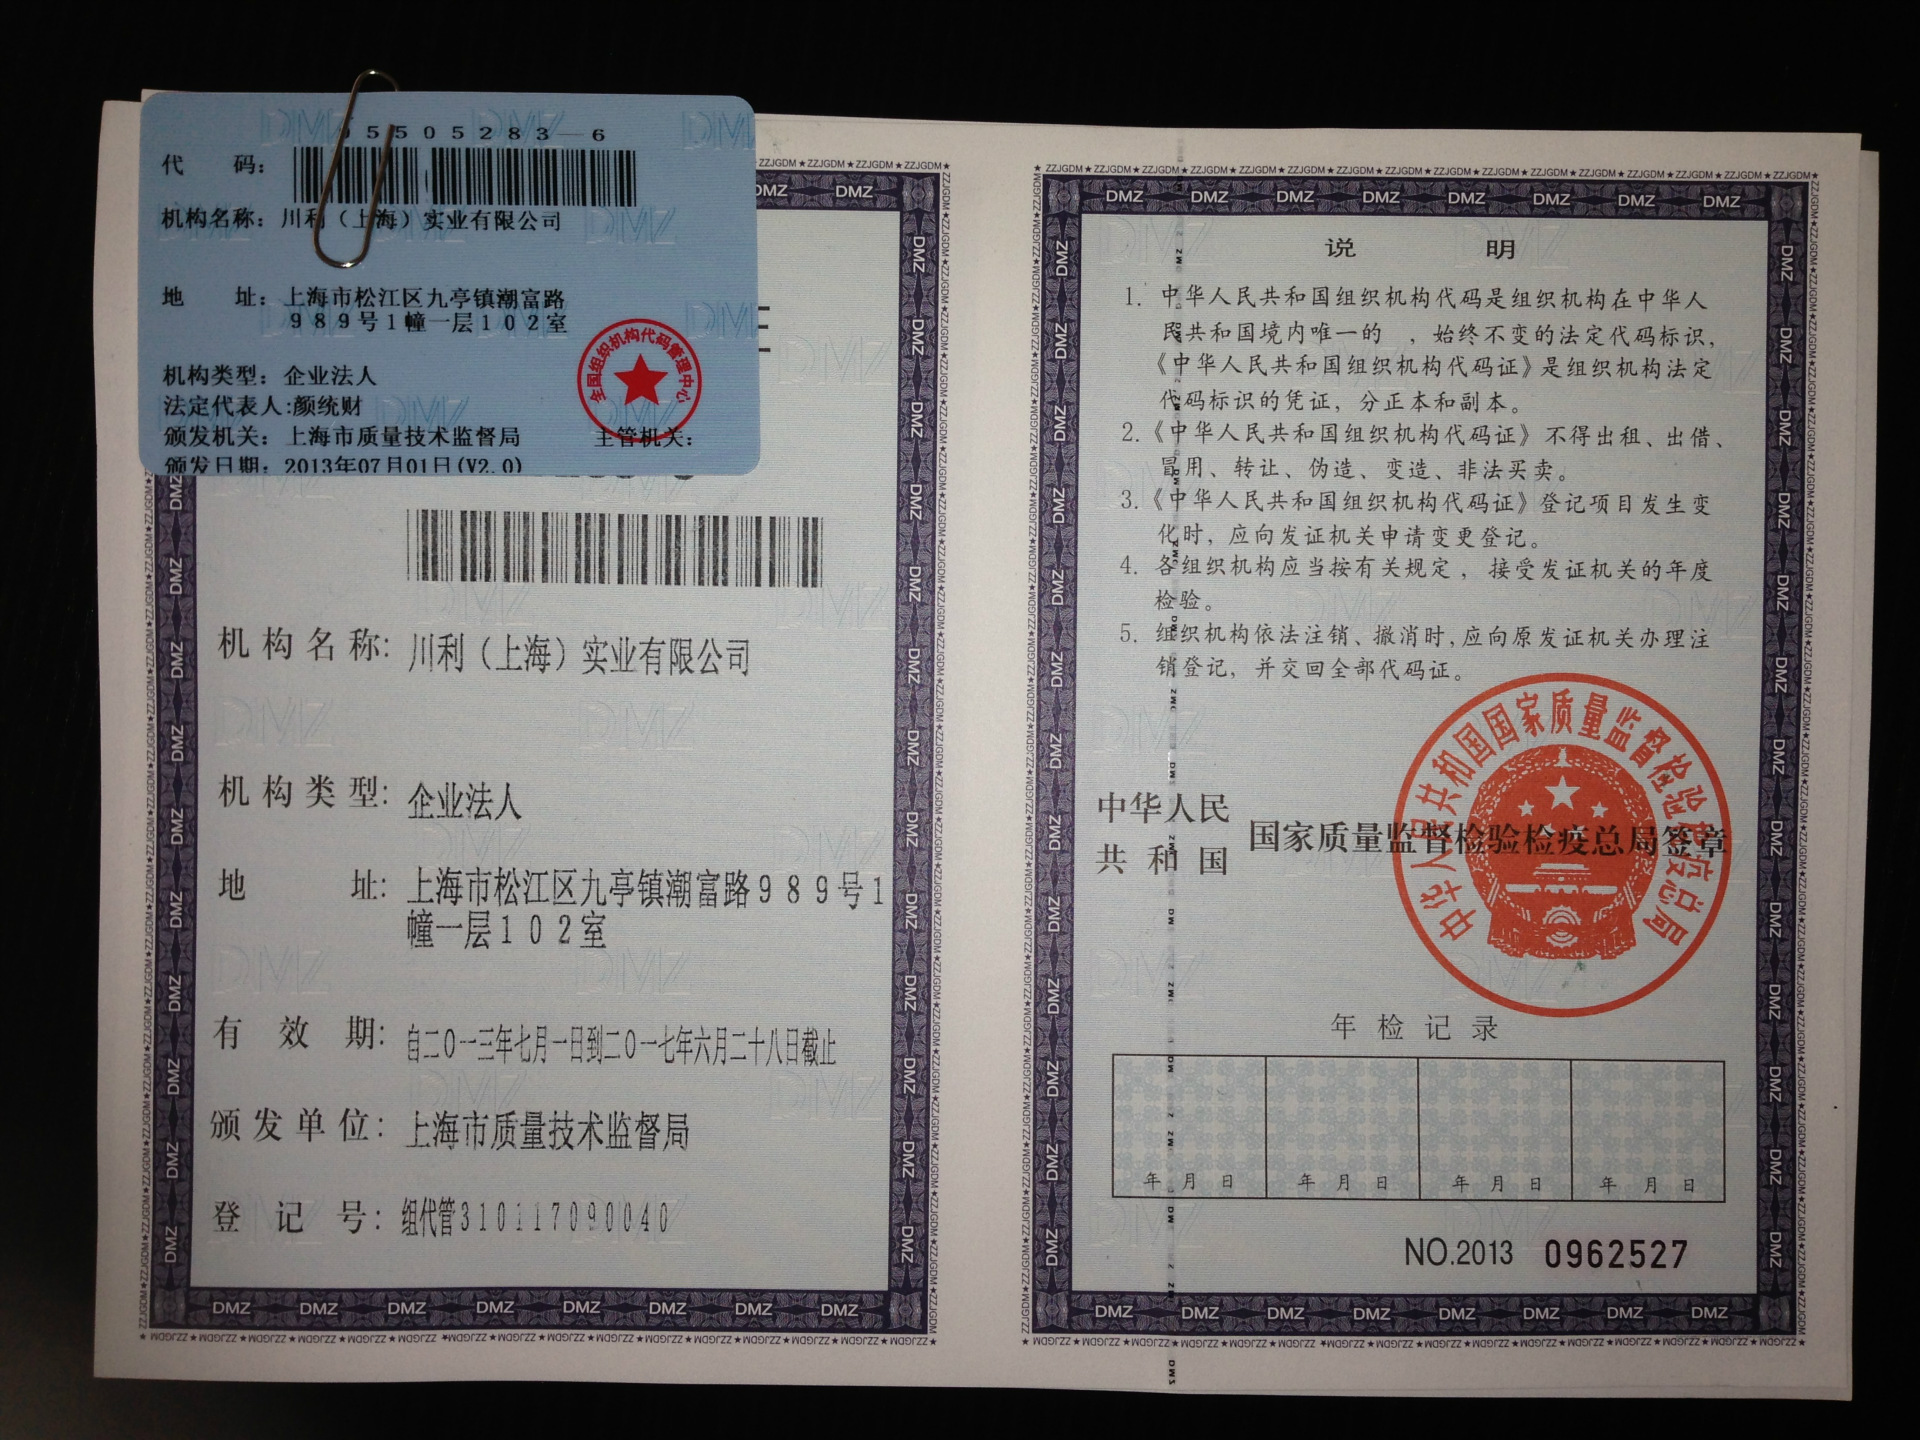 05505283-6
代 码：
机构名称：川利（上海）实业有限公司
地 址：上海市松江区九亭镇潮富路
989号1幢一层102室
机构类型：企业法人
法定代表人:颜统财
颁发机关：上海市质量技术监督局 主管机关：
颁发日期：2013年07月01日(V2.0)
全国组织机构代码管理中心
机构名称：川利（上海）实业有限公司
机构类型：企业法人
地 址：上海市松江区九亭镇潮富路989号1
幢一层102室
有 效 期：自二0一三年七月一日到二0一七年六月二十八日截止
颁发单位：上海市质量技术监督局
登 记 号：组代管310117090040
说 明
1. 中华人民共和国组织机构代码是组织机构在中华人
民共和国境内唯一的 ，始终不变的法定代码标识，
《中华人民共和国组织机构代码证》是组织机构法定
代码标识的凭证，分正本和副本。
2.《中华人民共和国组织机构代码证》不得出租、出借、
冒用、转让、伪造、变造、非法买卖。
3.《中华人民共和国组织机构代码证》登记项目发生变
化时，应向发证机关申请变更登记。
4. 各组织机构应当按有关规定，接受发证机关的年度
检验。
5. 组织机构依法注销、撤消时,应向原发证机关办理注
销登记，并交回全部代码证。
中华人民
共和国 国家质量监督检验检疫总局签章
中华人民共和国国家质量监督检验检疫总局
年检记录
年 月 日 年 月 日 年 月 日 年 月 日
NO.2013 0962527